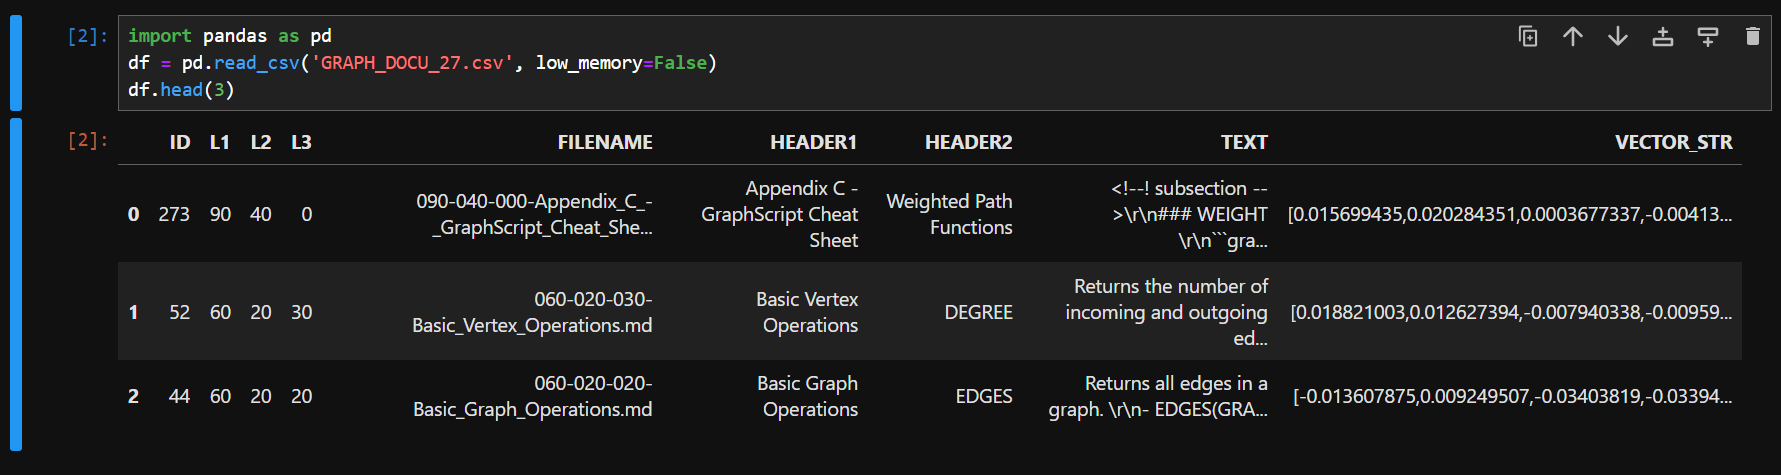 [2]: import pandas as pd
df = pd.read_csv('GRAPH_DOCU_27.csv', low_memory=False)
df.head(3)
[2]: ID L1 L2 L3 FILENAME HEADER1 HEADER2 TEXT VECTOR_STR
0 273 90 40 0 090-040-000-Appendix_C_-
_GraphScript_Cheat_She... Appendix C -
GraphScript Cheat
Sheet Weighted Path
Functions <!--! subsection --
>\r\n### WEIGHT
\r\n```gra... [0.015699435,0.020284351,0.0003677337,-0.00413...
1 52 60 20 30 060-020-030-
Basic_Vertex_Operations.md Basic Vertex
Operations DEGREE Returns the number of
incoming and outgoing
ed... [0.018821003,0.012627394,-0.007940338,-0.00959...
2 44 60 20 20 060-020-020-
Basic_Graph_Operations.md Basic Graph
Operations EDGES Returns all edges in a
graph. \r\n- EDGES(GRA... [-0.013607875,0.009249507,-0.03403819,-0.03394...